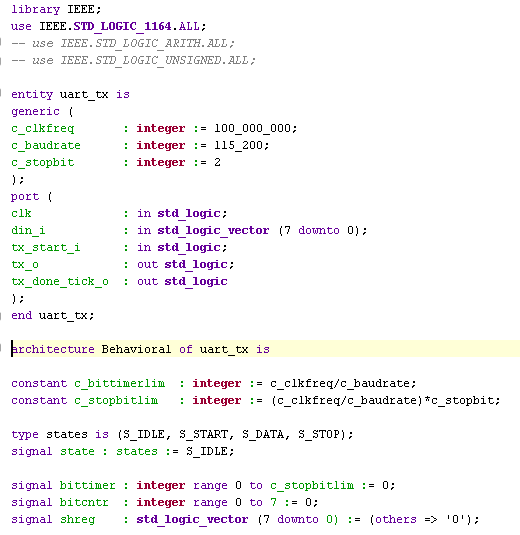 library IEEE;
use IEEE.STD_LOGIC_1164.ALL;
-- use IEEE.STD_LOGIC_ARITH.ALL;
-- use IEEE.STD_LOGIC_UNSIGNED.ALL;
entity uart_tx is
generic (
c_clkfreq : integer := 100_000_000;
c_baudrate : integer := 115_200;
c_stopbit : integer := 2
);
port (
clk : in std_logic;
din_i : in std_logic_vector (7 downto 0);
tx_start_i : in std_logic;
tx_o : out std_logic;
tx_done_tick_o : out std_logic
);
end uart_tx;
architecture Behavioral of uart_tx is
constant c_bittimerlim : integer := c_clkfreq/c_baudrate;
constant c_stopbitlim : integer := (c_clkfreq/c_baudrate)*c_stopbit;
type states is (S_IDLE, S_START, S_DATA, S_STOP);
signal state : states := S_IDLE;
signal bittimer : integer range 0 to c_stopbitlim := 0;
signal bitcntr : integer range 0 to 7 := 0;
signal shreg : std_logic_vector (7 downto 0) := (others => '0');